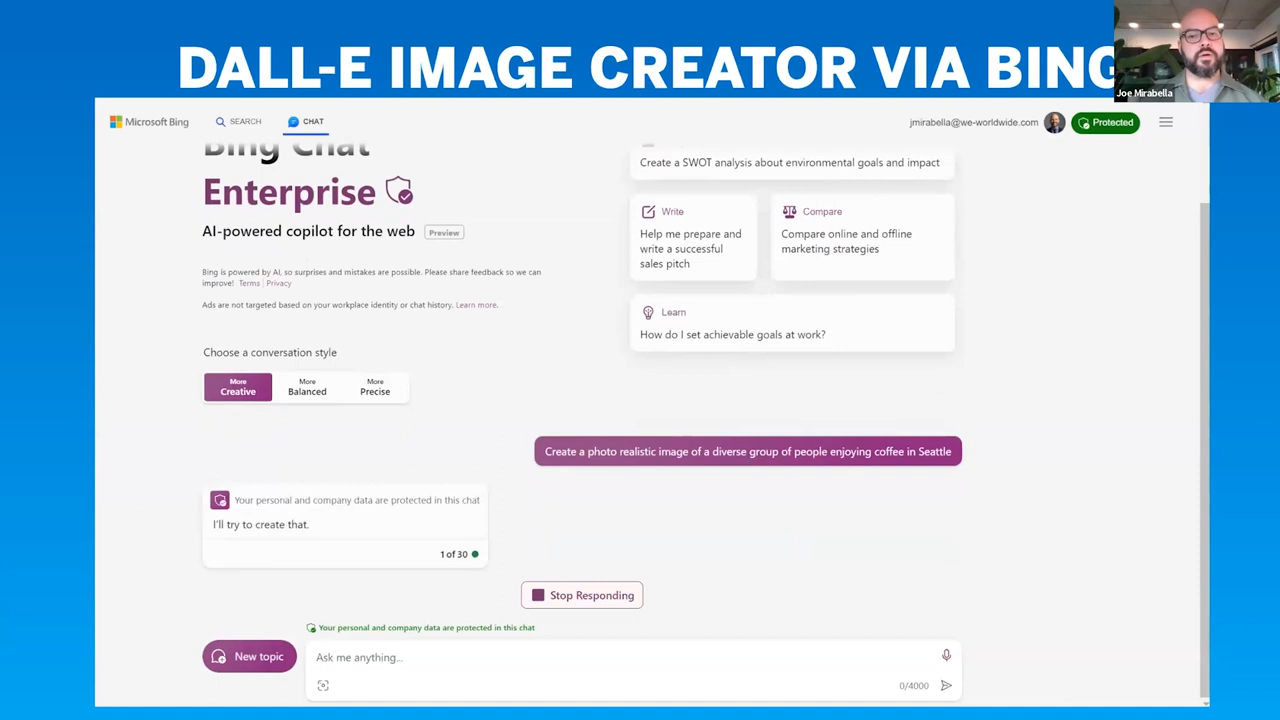 DALL-E IMAGE CREATOR VIA BING
Joe Mirabella
Microsoft Bing
SEARCH
CHAT
jmirabella@we-worldwide.com
Protected
Bing Chat
Enterprise
AI-powered copilot for the web
Preview
Bing is powered by AI, so surprises and mistakes are possible. Please share feedback so we can
improve! Terms | Privacy
Ads are not targeted based on your workplace identity or chat history. Learn more.
Create a SWOT analysis about environmental goals and impact
Write
Help me prepare and
write a successful
sales pitch
Compare
Compare online and offline
marketing strategies
Learn
How do I set achievable goals at work?
Choose a conversation style
More
Creative
More
Balanced
More
Precise
Create a photo realistic image of a diverse group of people enjoying coffee in Seattle
Your personal and company data are protected in this chat
I'll try to create that.
1 of 30
Stop Responding
Your personal and company data are protected in this chat
New topic
Ask me anything...
0/4000